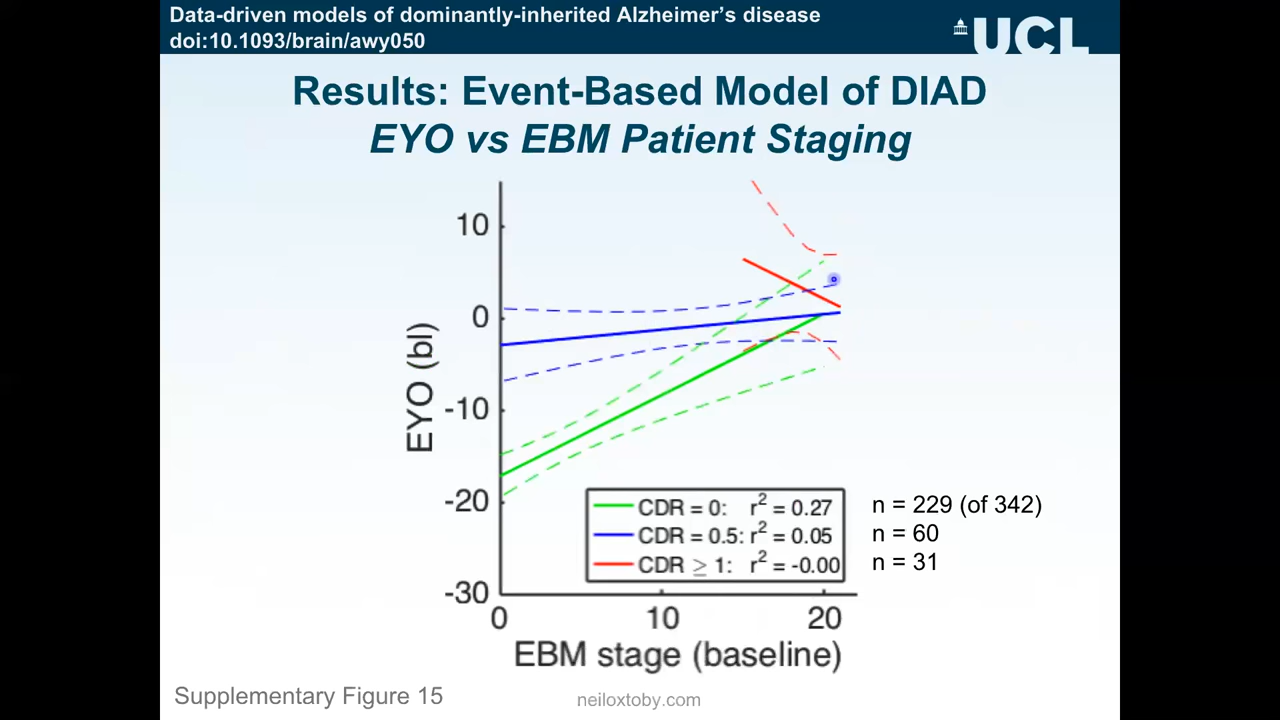 Data-driven models of dominantly-inherited Alzheimer's disease
doi:10.1093/brain/awy050
UCL
Results: Event-Based Model of DIAD
EYO vs EBM Patient Staging
10
0
-10
-20
-30
EYO (bl)
CDR = 0: r² = 0.27
CDR = 0.5: r² = 0.05
CDR ≥ 1: r² = -0.00
n = 229 (of 342)
n = 60
n = 31
0 10 20
EBM stage (baseline)
Supplementary Figure 15
neiloxtoby.com